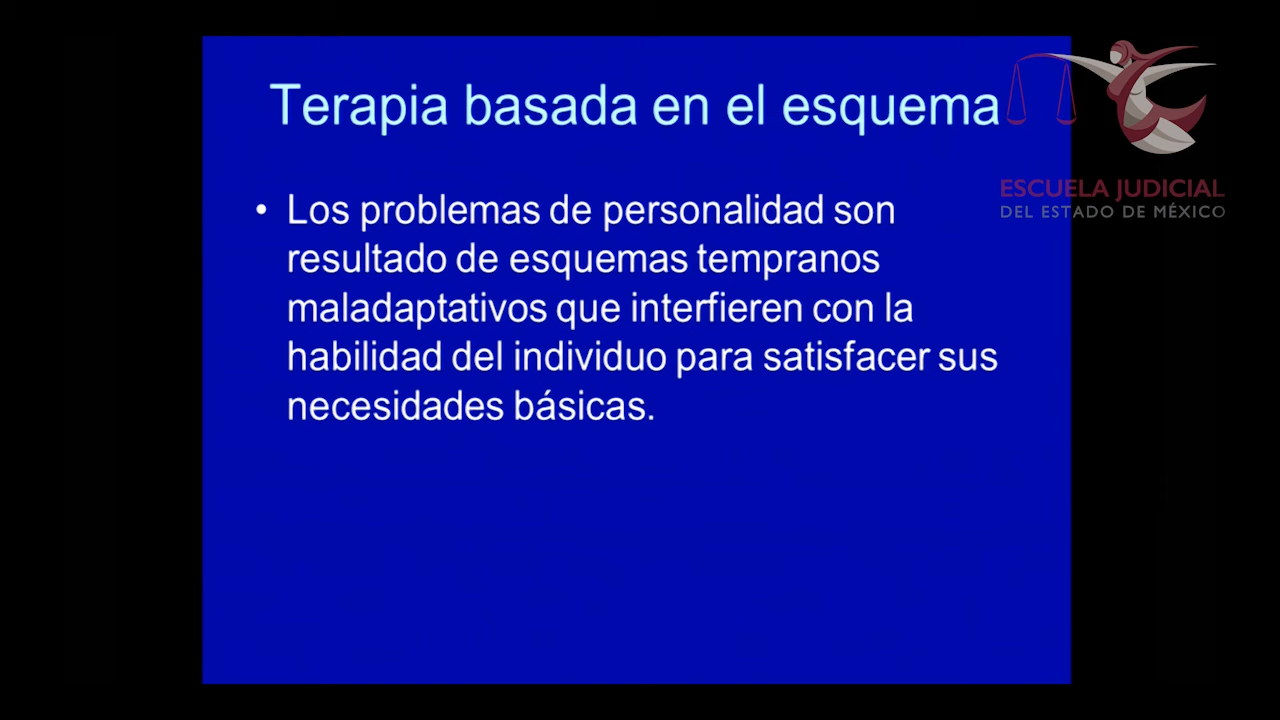 Terapia basada en el esquema
• Los problemas de personalidad son
resultado de esquemas tempranos
maladaptativos que interfieren con la
habilidad del individuo para satisfacer sus
necesidades básicas.
ESCUELA JUDICIAL
DEL ESTADO DE MÉXICO